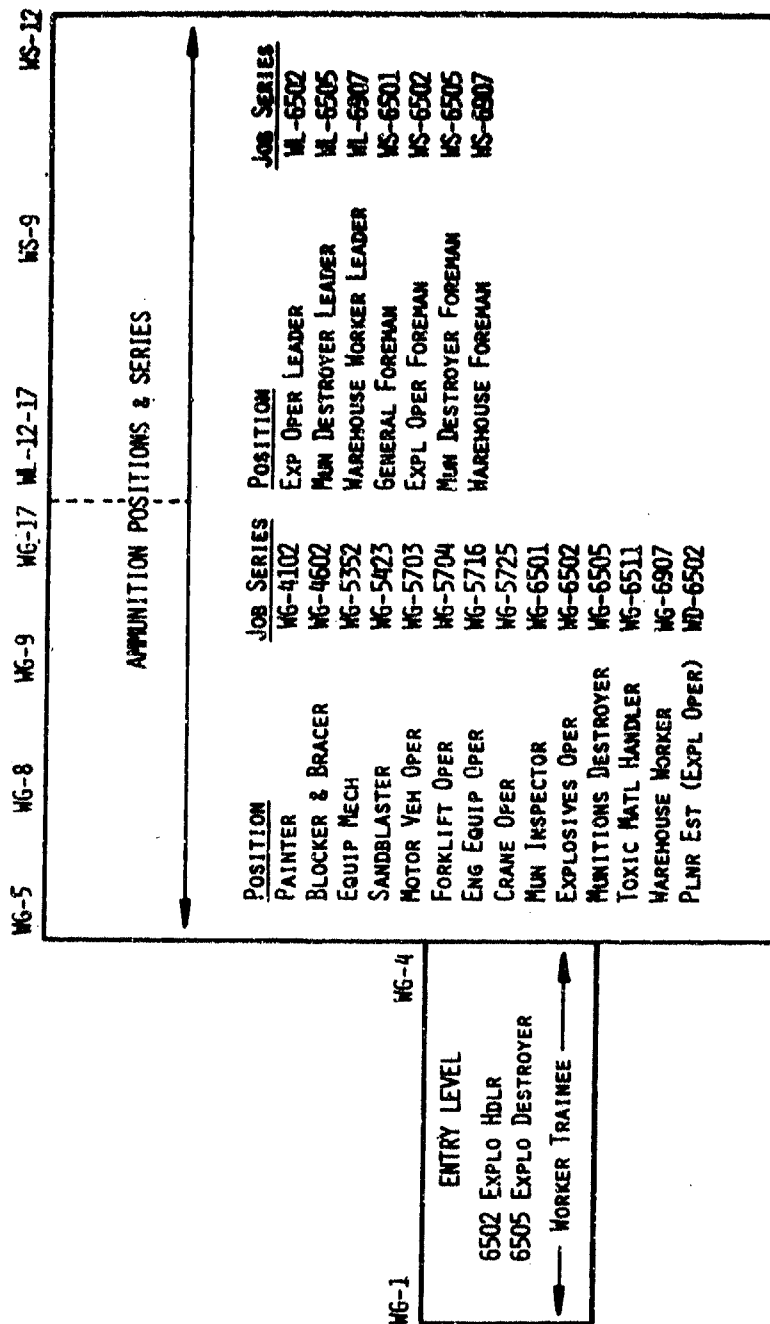 WG-1 WG-4
ENTRY LEVEL
6502 EXPLO HDLR
6505 EXPLO DESTROYER
WORKER TRAINEE
WG-5 WG-8 WG-9 WG-17 WL-12-17 WS-9 WS-12
AMMUNITION POSITIONS & SERIES
POSITION JOB SERIES
PAINTER WG-4102
BLOCKER & BRACER WG-4602
EQUIP MECH WG-5352
SANDBLASTER WG-5423
MOTOR VEH OPER WG-5703
FORKLIFT OPER WG-5704
ENG EQUIP OPER WG-5716
CRANE OPER WG-5725
MUN INSPECTOR WG-6501
EXPLOSIVES OPER WG-6502
MUNITIONS DESTROYER WG-6505
TOXIC MATL HANDLER WG-6511
WAREHOUSE WORKER WG-6907
PLNR EST (EXPL OPER) WD-6502
POSITION JOB SERIES
EXP OPER LEADER WL-6502
MUN DESTROYER LEADER WL-6505
WAREHOUSE WORKER LEADER WL-6907
GENERAL FOREMAN WS-6501
EXPL OPER FOREMAN WS-6502
MUN DESTROYER FOREMAN WS-6505
WAREHOUSE FOREMAN WS-6907